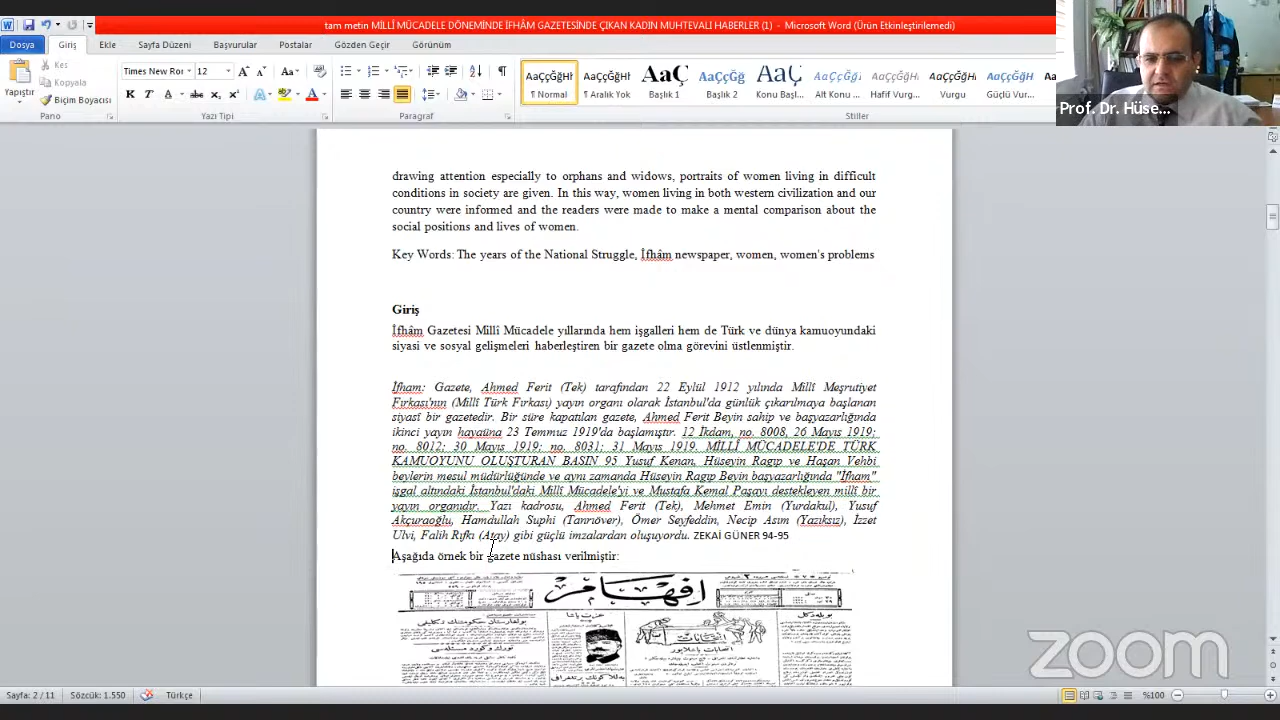 tam metin MİLLÎ MÜCADELE DÖNEMİNDE İFHÂM GAZETESİNDE ÇIKAN KADIN MUHTEVALI HABERLER (1) - Microsoft Word (Ürün Etkinleştirilemedi)
Dosya Giriş Ekle Sayfa Düzeni Başvurular Postalar Gözden Geçir Görünüm
Yapıştır
Kes
Kopyala
Biçim Boyacısı
Pano
Times New Ror 12
Yazı Tipi
Paragraf
¶ Normal ¶ Aralık Yok Başlık 1 Başlık 2 Konu Başl... Alt Konu ... Hafif Vurg... Vurgu Güçlü Vur...
Stiller
Prof. Dr. Hüse...
drawing attention especially to orphans and widows, portraits of women living in difficult
conditions in society are given. In this way, women living in both western civilization and our
country were informed and the readers were made to make a mental comparison about the
social positions and lives of women.
Key Words: The years of the National Struggle, İfhâm newspaper, women, women's problems
Giriş
İfhâm Gazetesi Millî Mücadele yıllarında hem işgalleri hem de Türk ve dünya kamuoyundaki
siyasi ve sosyal gelişmeleri haberleştiren bir gazete olma görevini üstlenmiştir.
İfham: Gazete, Ahmed Ferit (Tek) tarafından 22 Eylül 1912 yılında Millî Meşrutiyet
Fırkası'nın (Millî Türk Fırkası) yayın organı olarak İstanbul'da günlük çıkarılmaya başlanan
siyasî bir gazetedir. Bir süre kapatılan gazete, Ahmed Ferit Beyin sahip ve başyazarlığında
ikinci yayın hayaüna 23 Temmuz 1919'da başlamıştır. 12 İkdam, no. 8008, 26 Mayıs 1919;
no. 8012; 30 Mayıs 1919; no. 8031; 31 Mayıs 1919. MİLLÎ MÜCADELE'DE TÜRK
KAMUOYUNU OLUŞTURAN BASIN 95 Yusuf Kenan, Hüseyin Ragıp ve Haşan Vehbi
beylerin mesul müdürlüğünde ve aynı zamanda Hüseyin Ragıp Beyin başyazarlığında "İfham"
işgal altındaki İstanbul'daki Millî Mücadele'yi ve Mustafa Kemal Paşayı destekleyen millî bir
yayın organıdır. Yazı kadrosu, Ahmed Ferit (Tek), Mehmet Emin (Yurdakul), Yusuf
Akçuraoğlu, Hamdullah Suphi (Tanrıöver), Ömer Seyfeddin, Necip Asım (Yazıksız), İzzet
Ulvi, Falih Rıfkı (Atay) gibi güçlü imzalardan oluşuyordu. ZEKAİ GÜNER 94-95
Aşağıda örnek bir gazete nüshası verilmiştir:
zoom
Sayfa: 2 / 11 Sözcük: 1.510 Türkçe %100